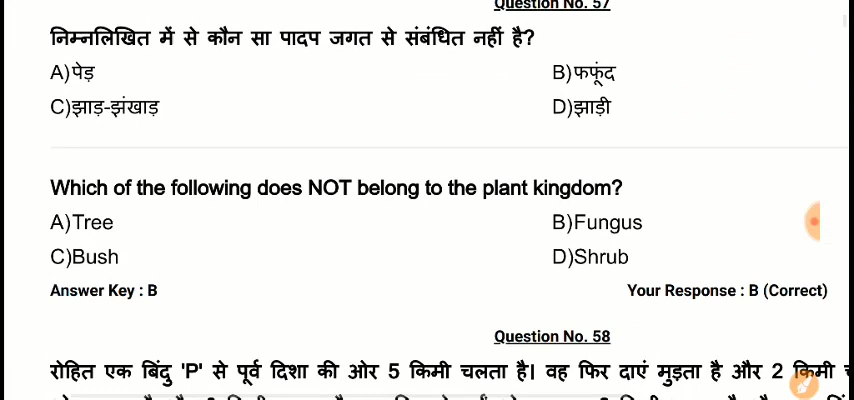 Question No. 57
निम्नलिखित में से कौन सा पादप जगत से संबंधित नहीं है?
A)पेड़ B)फफूंद
C)झाड़-झंखाड़ D)झाड़ी
Which of the following does NOT belong to the plant kingdom?
A)Tree B)Fungus
C)Bush D)Shrub
Answer Key : B Your Response : B (Correct)
Question No. 58
रोहित एक बिंदु 'P' से पूर्व दिशा की ओर 5 किमी चलता है। वह फिर दाएं मुड़ता है और 2 किमी